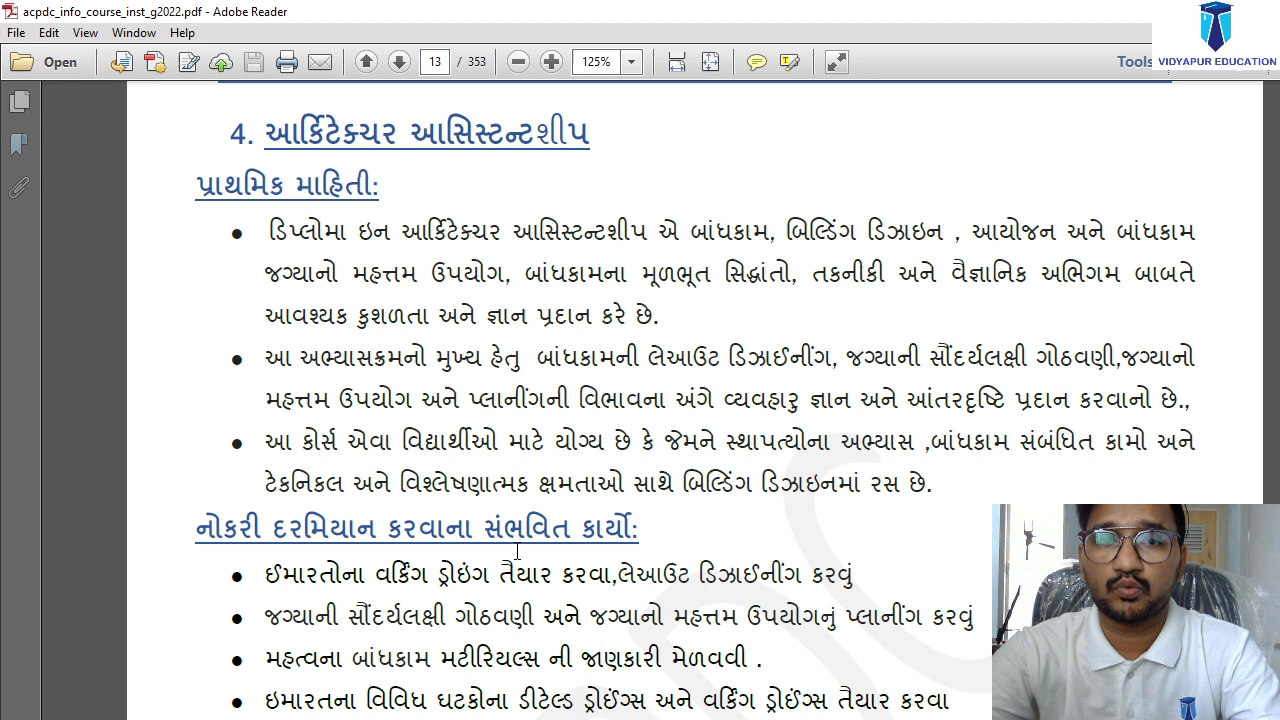 acpdc_info_course_inst_g2022.pdf - Adobe Reader
File Edit View Window Help
VIDYAPUR EDUCATION
Open 13 / 353 125% Tools
4. આર્કિટેક્ચર આસિસ્ટન્ટશીપ
પ્રાથમિક માહિતી:
● ડિપ્લોમા ઇન આર્કિટેક્ચર આસિસ્ટન્ટશીપ એ બાંધકામ, બિલ્ડિંગ ડિઝાઇન , આયોજન અને બાંધકામ
જગ્યાનો મહત્તમ ઉપયોગ, બાંધકામના મૂળભૂત સિદ્ધાંતો, તકનીકી અને વૈજ્ઞાનિક અભિગમ બાબતે
આવશ્યક કુશળતા અને જ્ઞાન પ્રદાન કરે છે.
● આ અભ્યાસક્રમનો મુખ્ય હેતુ બાંધકામની લેઆઉટ ડિઝાઈનીંગ, જગ્યાની સૌંદર્યલક્ષી ગોઠવણી,જગ્યાનો
મહત્તમ ઉપયોગ અને પ્લાનીંગની વિભાવના અંગે વ્યવહારુ જ્ઞાન અને આંતરદૃષ્ટિ પ્રદાન કરવાનો છે.,
● આ કોર્સ એવા વિદ્યાર્થીઓ માટે યોગ્ય છે કે જેમને સ્થાપત્યોના અભ્યાસ ,બાંધકામ સંબંધિત કામો અને
ટેકનિકલ અને વિશ્લેષણાત્મક ક્ષમતાઓ સાથે બિલ્ડિંગ ડિઝાઇનમાં રસ છે.
નોકરી દરમિયાન કરવાના સંભવિત કાર્યો:
● ઈમારતોના વર્કિંગ ડ્રોઇંગ તૈયાર કરવા,લેઆઉટ ડિઝાઈનીંગ કરવું
● જગ્યાની સૌંદર્યલક્ષી ગોઠવણી અને જગ્યાનો મહત્તમ ઉપયોગનું પ્લાનીંગ કરવું
● મહત્વના બાંધકામ મટીરિયલ્સ ની જાણકારી મેળવવી .
● ઇમારતના વિવિધ ઘટકોના ડીટેલ્ડ ડ્રોઈંગ્સ અને વર્કિંગ ડ્રોઈંગ્સ તૈયાર કરવા